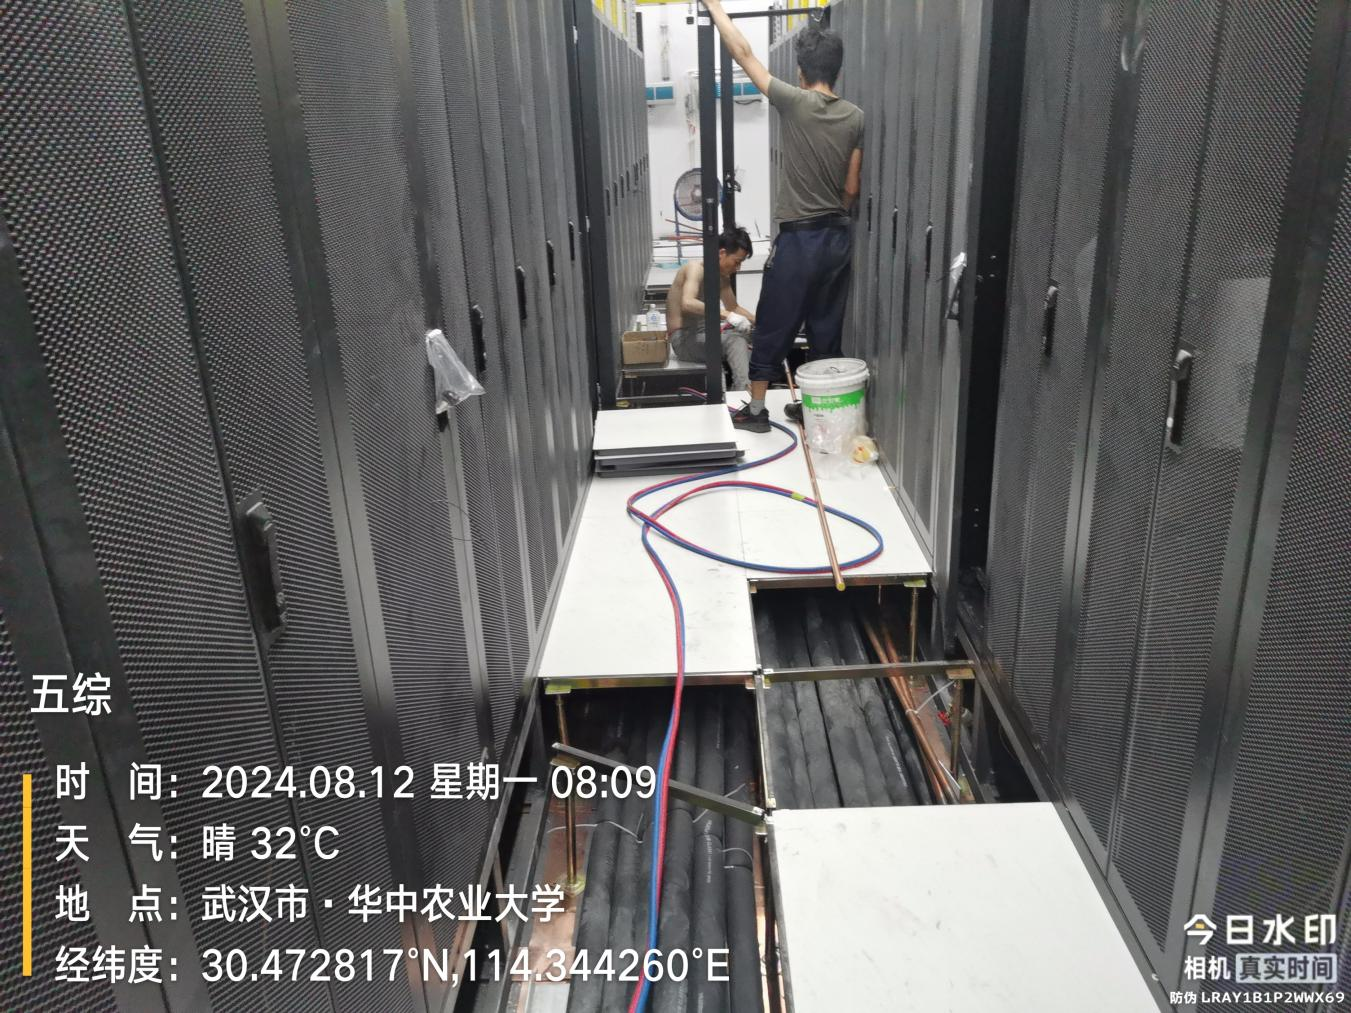 五综
时 间：2024.08.12 星期一 08:09
天 气：晴 32°C
地 点：武汉市·华中农业大学
经纬度：30.472817°N,114.344260°E
今日水印
相机 真实时间
防伪 LRAY1B1P2WWX69